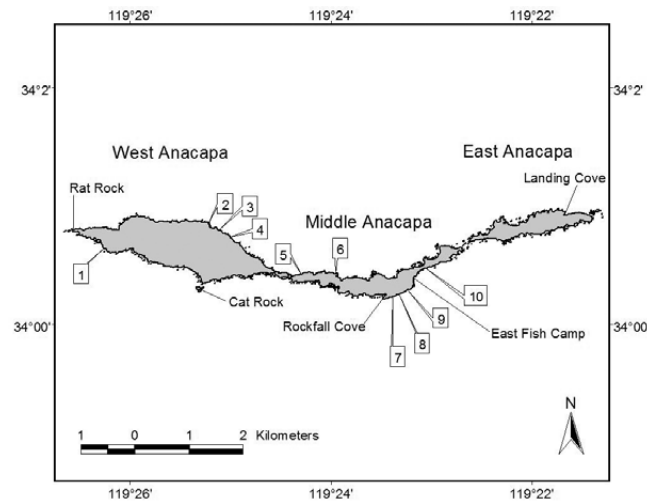 119°26' 119°24' 119°22'
34°2' 34°2'
West Anacapa
East Anacapa
Rat Rock
Landing Cove
2
3
4
Middle Anacapa
5
6
1
Cat Rock
10
Rockfall Cove
9
East Fish Camp
34°00' 34°00'
8
7
N
1 0 1 2 Kilometers
119°26' 119°24' 119°22'